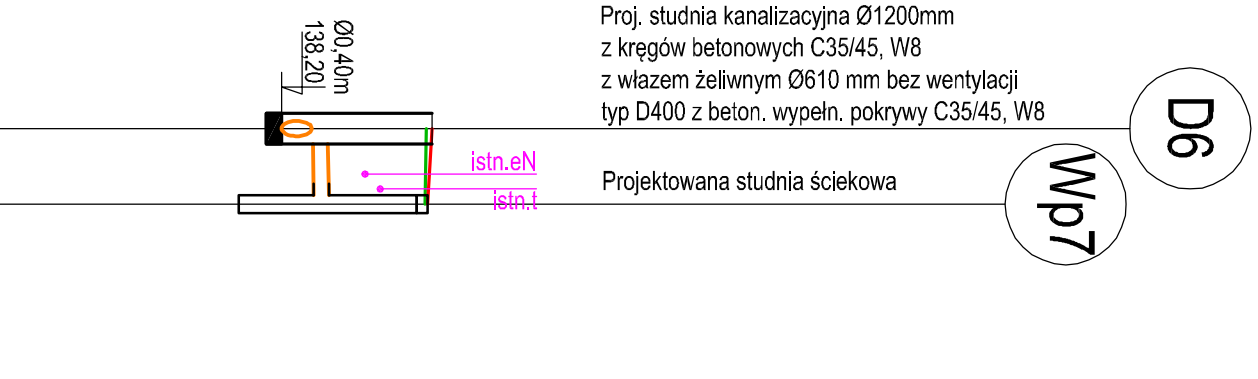 Ø0,40m
138,20
Proj. studnia kanalizacyjna Ø1200mm
z kręgów betonowych C35/45, W8
z włazem żeliwnym Ø610 mm bez wentylacji
typ D400 z beton. wypełn. pokrywy C35/45, W8
D6
istn.eN
istn.t
Projektowana studnia ściekowa
Wp7